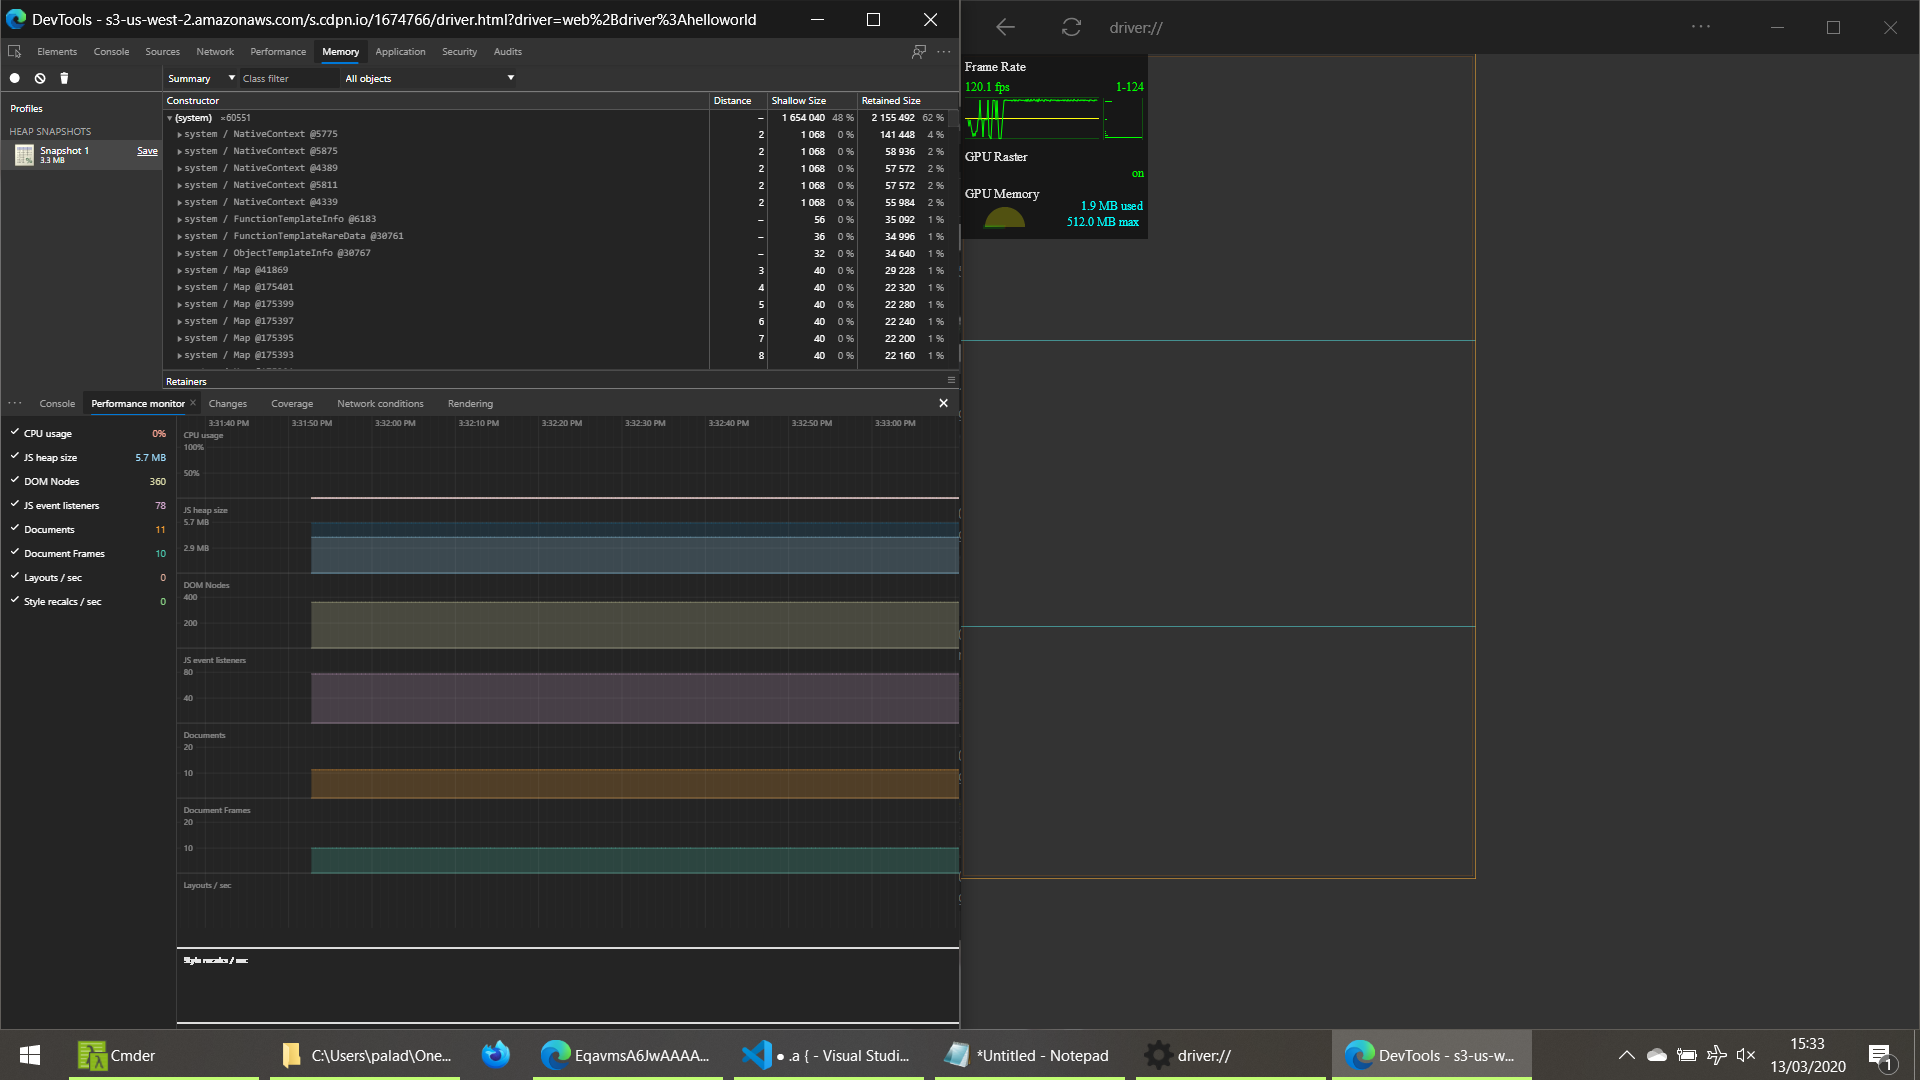 DevTools - s3-us-west-2.amazonaws.com/s.cdpn.io/1674766/driver.html?driver=web%2Bdriver%3Ahelloworld
Elements Console Sources Network Performance Memory Application Security Audits
Summary Class filter All objects
Profiles
HEAP SNAPSHOTS
Snapshot 1 Save
3.3 MB
Constructor Distance Shallow Size Retained Size
(system) ×60551 – 1 654 040 48 % 2 155 492 62 %
system / NativeContext @5775 2 1 068 0 % 141 448 4 %
system / NativeContext @5875 2 1 068 0 % 58 936 2 %
system / NativeContext @4389 2 1 068 0 % 57 572 2 %
system / NativeContext @5811 2 1 068 0 % 57 572 2 %
system / NativeContext @4339 2 1 068 0 % 55 984 2 %
system / FunctionTemplateInfo @6183 – 56 0 % 35 092 1 %
system / FunctionTemplateRareData @30761 – 36 0 % 34 996 1 %
system / ObjectTemplateInfo @30767 – 32 0 % 34 640 1 %
system / Map @41869 3 40 0 % 29 228 1 %
system / Map @175401 4 40 0 % 22 320 1 %
system / Map @175399 5 40 0 % 22 280 1 %
system / Map @175397 6 40 0 % 22 240 1 %
system / Map @175395 7 40 0 % 22 200 1 %
system / Map @175393 8 40 0 % 22 160 1 %
Retainers
Console Performance monitor Changes Coverage Network conditions Rendering
CPU usage 0%
JS heap size 5.7 MB
DOM Nodes 360
JS event listeners 78
Documents 11
Document Frames 10
Layouts / sec 0
Style recalcs / sec 0
3:31:40 PM 3:31:50 PM 3:32:00 PM 3:32:10 PM 3:32:20 PM 3:32:30 PM 3:32:40 PM 3:32:50 PM 3:33:00 PM
CPU usage
100%
50%
JS heap size
5.7 MB
2.9 MB
DOM Nodes
400
200
JS event listeners
80
40
Documents
20
10
Document Frames
20
10
Layouts / sec
Style recalcs / sec
driver://
Frame Rate
120.1 fps 1-124
GPU Raster
on
GPU Memory
1.9 MB used
512.0 MB max
Cmder
C:\Users\palad\One...
EqavmsA6JwAAAA...
● .a { - Visual Studi...
*Untitled - Notepad
driver://
DevTools - s3-us-w...
15:33
13/03/2020
1